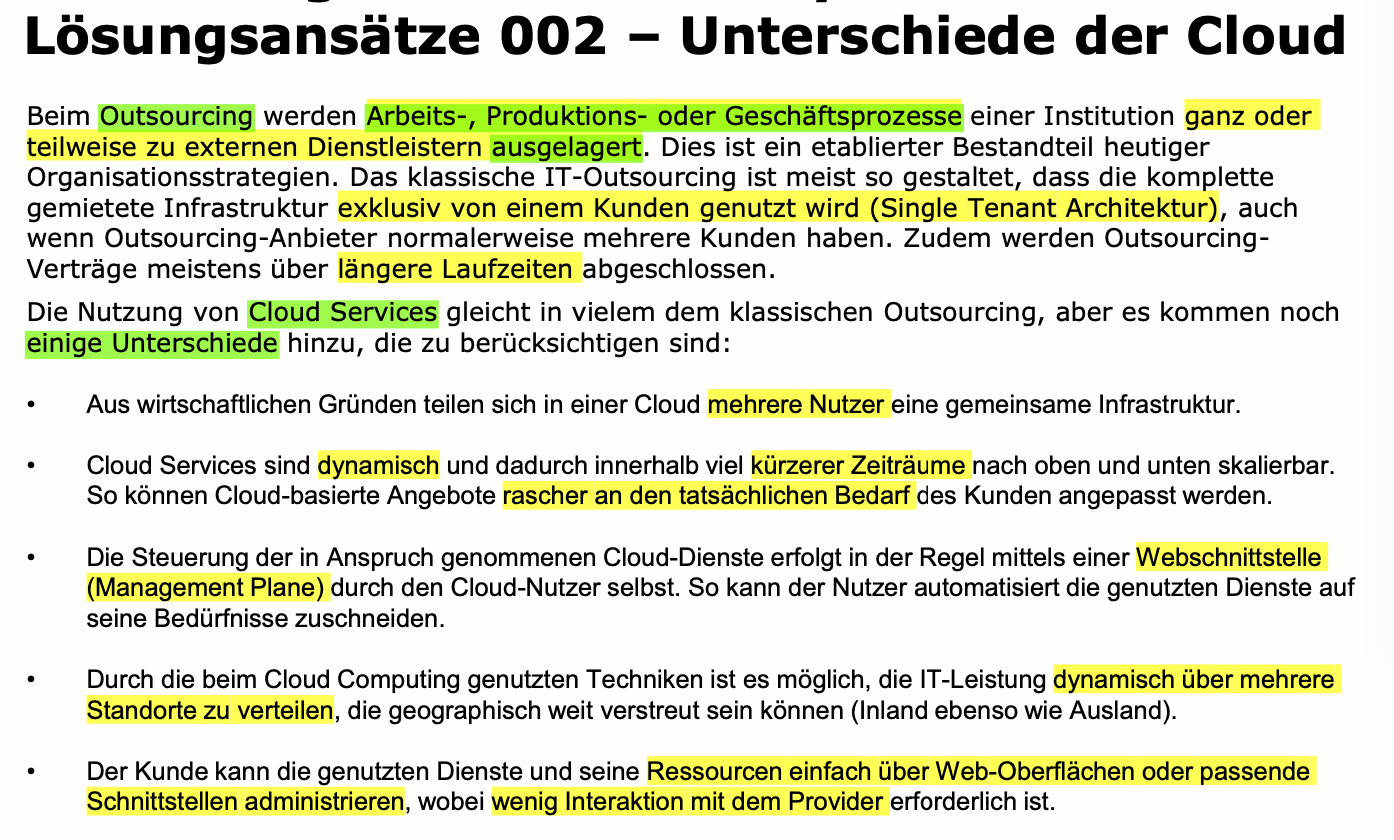 Lösungsansätze 002 – Unterschiede der Cloud
Beim Outsourcing werden Arbeits-, Produktions- oder Geschäftsprozesse einer Institution ganz oder
teilweise zu externen Dienstleistern ausgelagert. Dies ist ein etablierter Bestandteil heutiger
Organisationsstrategien. Das klassische IT-Outsourcing ist meist so gestaltet, dass die komplette
gemietete Infrastruktur exklusiv von einem Kunden genutzt wird (Single Tenant Architektur), auch
wenn Outsourcing-Anbieter normalerweise mehrere Kunden haben. Zudem werden Outsourcing-
Verträge meistens über längere Laufzeiten abgeschlossen.
Die Nutzung von Cloud Services gleicht in vielem dem klassischen Outsourcing, aber es kommen noch
einige Unterschiede hinzu, die zu berücksichtigen sind:
• Aus wirtschaftlichen Gründen teilen sich in einer Cloud mehrere Nutzer eine gemeinsame Infrastruktur.
• Cloud Services sind dynamisch und dadurch innerhalb viel kürzerer Zeiträume nach oben und unten skalierbar.
So können Cloud-basierte Angebote rascher an den tatsächlichen Bedarf des Kunden angepasst werden.
• Die Steuerung der in Anspruch genommenen Cloud-Dienste erfolgt in der Regel mittels einer Webschnittstelle
(Management Plane) durch den Cloud-Nutzer selbst. So kann der Nutzer automatisiert die genutzten Dienste auf
seine Bedürfnisse zuschneiden.
• Durch die beim Cloud Computing genutzten Techniken ist es möglich, die IT-Leistung dynamisch über mehrere
Standorte zu verteilen, die geographisch weit verstreut sein können (Inland ebenso wie Ausland).
• Der Kunde kann die genutzten Dienste und seine Ressourcen einfach über Web-Oberflächen oder passende
Schnittstellen administrieren, wobei wenig Interaktion mit dem Provider erforderlich ist.